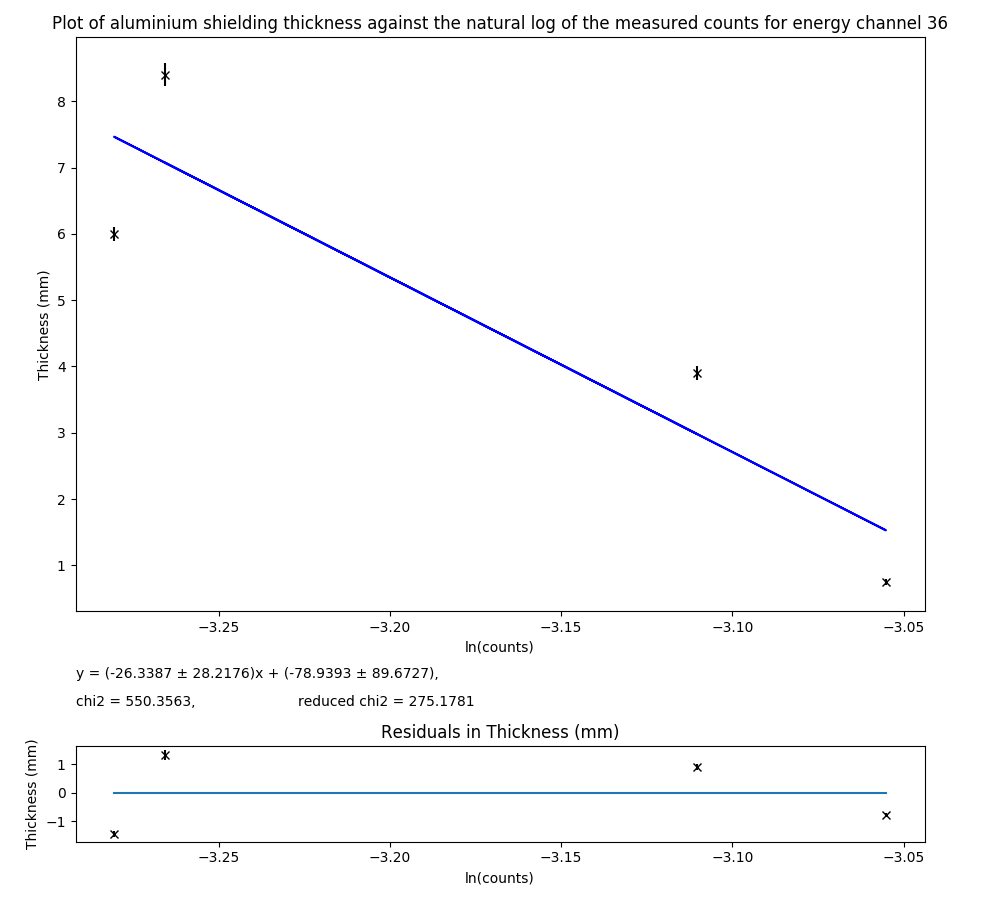 Plot of aluminium shielding thickness against the natural log of the measured counts for energy channel 36
8
7
6
5
4
3
2
1
Thickness (mm)
−3.25 −3.20 −3.15 −3.10 −3.05
ln(counts)
y = (-26.3387 ± 28.2176)x + (-78.9393 ± 89.6727),
chi2 = 550.3563, reduced chi2 = 275.1781
Residuals in Thickness (mm)
1
0
−1
Thickness (mm)
−3.25 −3.20 −3.15 −3.10 −3.05
ln(counts)